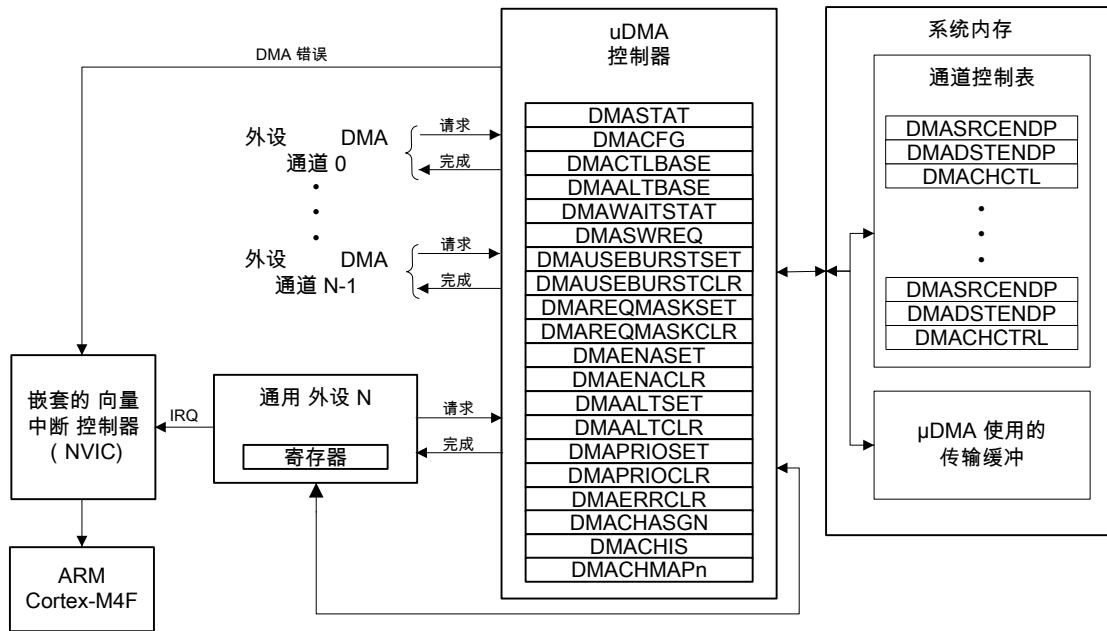 DMA 错误
uDMA
控制器
DMASTAT
DMACFG
DMACTLBASE
DMAALTBASE
DMAWAITSTAT
DMASWREQ
DMAUSEBURSTSET
DMAUSEBURSTCLR
DMAREQMASKSET
DMAREQMASKCLR
DMAENASET
DMAENACLR
DMAALTSET
DMAALTCLR
DMAPRIOSET
DMAPRIOCLR
DMAERRCLR
DMACHASGN
DMACHIS
DMACHMAPn
外设 DMA
通道 0
请求
完成
外设 DMA
通道 N-1
请求
完成
嵌套的 向量
中断 控制器
( NVIC)
IRQ
通用 外设 N
寄存器
请求
完成
ARM
Cortex-M4F
系统内存
通道控制表
DMASRCENDP
DMADSTENDP
DMACHCTL
DMASRCENDP
DMADSTENDP
DMACHCTRL
μDMA 使用的
传输缓冲